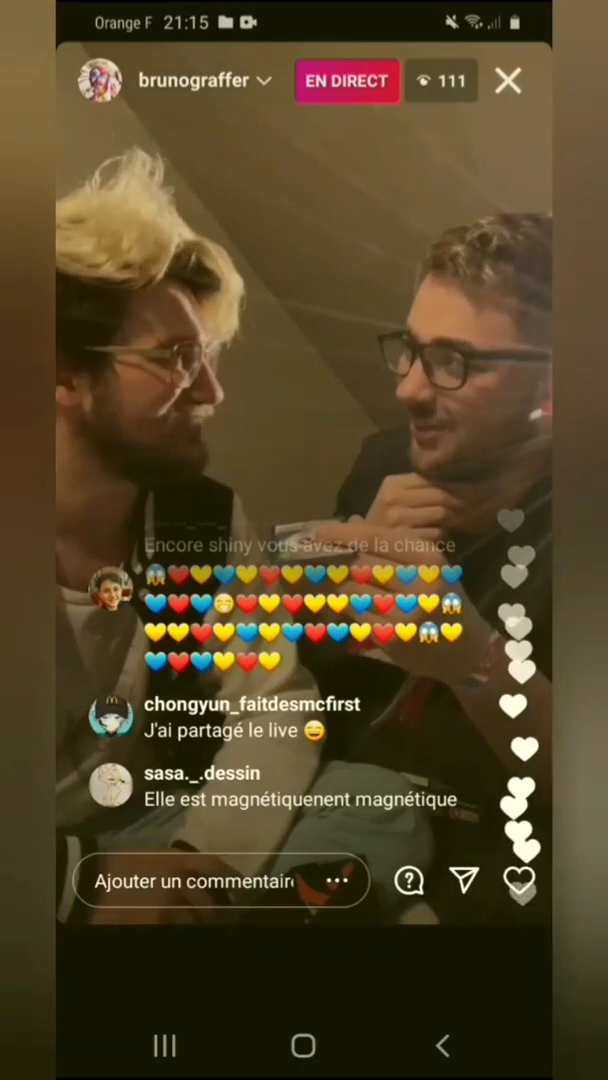 Orange F 21:15
brunograffer
EN DIRECT
111
Encore shiny vous avez de la chance
😱❤️💛💙💛❤️💛💙💛❤️💛💙💛💙
💙❤️💙😁❤️💛❤️💛💛💙❤️💙💛😱
💛💛❤️💛💙💛💙❤️💙💛❤️💛😱💛
💙❤️💙💛❤️💛
chongyun_faitdesmcfirst
J'ai partagé le live 😄
sasa._.dessin
Elle est magnétiquenent magnétique
Ajouter un commentair